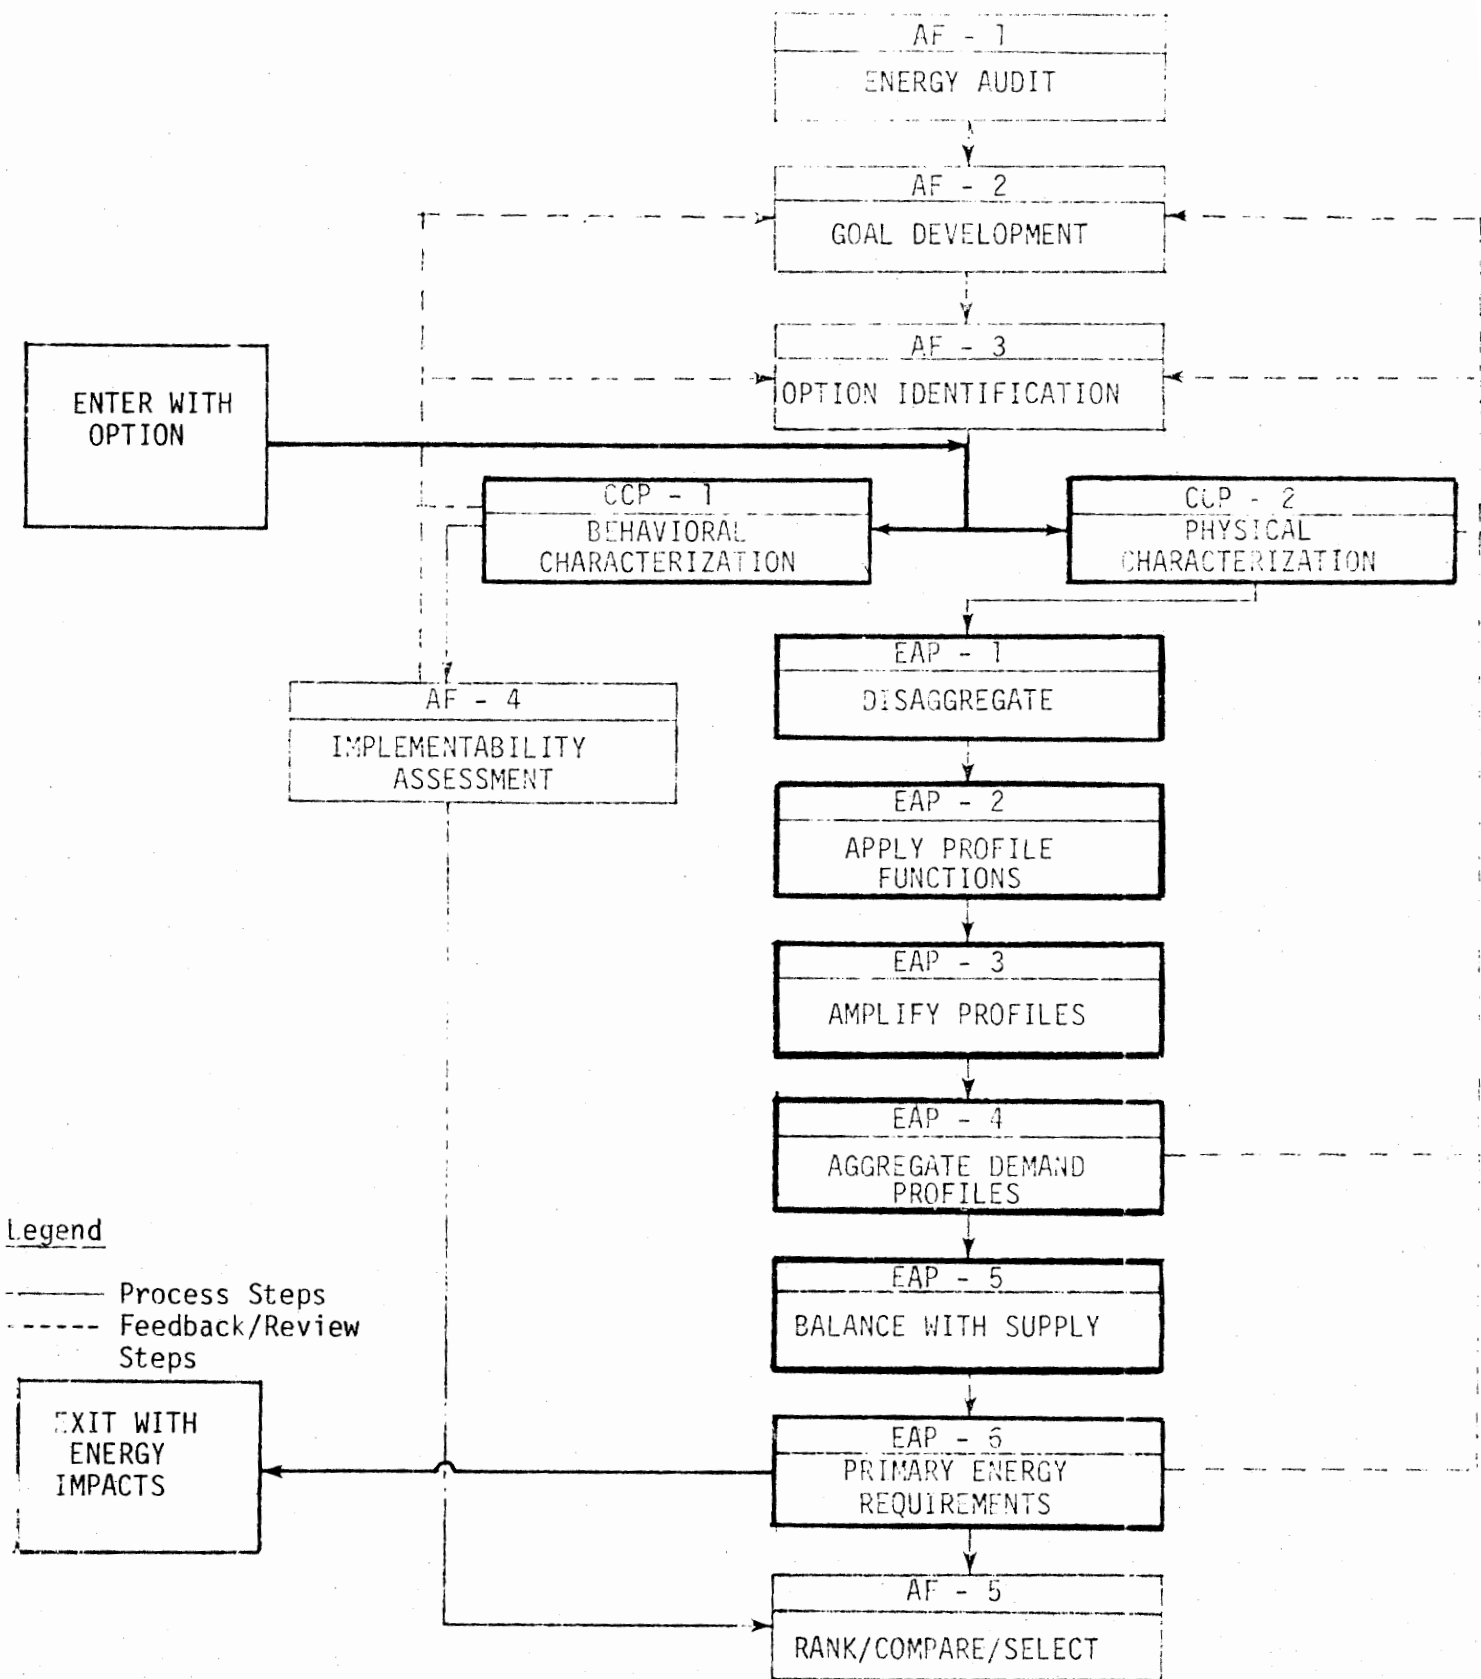 AF - 1
ENERGY AUDIT
AF - 2
GOAL DEVELOPMENT
AF - 3
OPTION IDENTIFICATION
ENTER WITH
OPTION
CCP - 1
BEHAVIORAL
CHARACTERIZATION
CCP - 2
PHYSICAL
CHARACTERIZATION
EAP - 1
DISAGGREGATE
AF - 4
IMPLEMENTABILITY
ASSESSMENT
EAP - 2
APPLY PROFILE
FUNCTIONS
EAP - 3
AMPLIFY PROFILES
EAP - 4
AGGREGATE DEMAND
PROFILES
Legend
Process Steps
Feedback/Review
Steps
EAP - 5
BALANCE WITH SUPPLY
EXIT WITH
ENERGY
IMPACTS
EAP - 6
PRIMARY ENERGY
REQUIREMENTS
AF - 5
RANK/COMPARE/SELECT